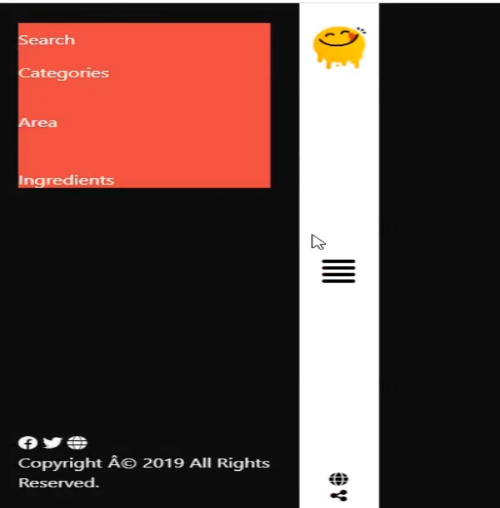 Search
Categories
Area
Ingredients
Copyright Â© 2019 All Rights
Reserved.